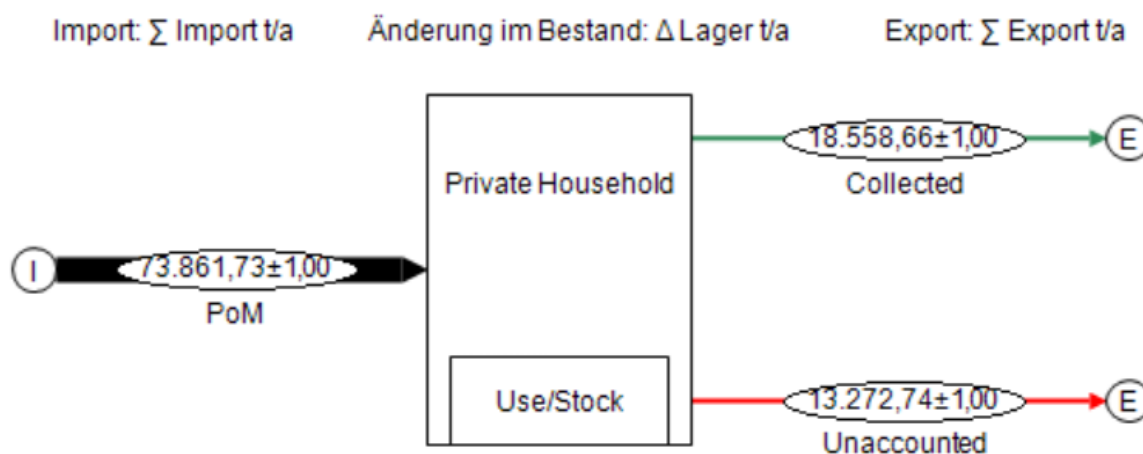 Import: ∑ Import t/a
Änderung im Bestand: Δ Lager t/a
Export: ∑ Export t/a
18.558,66±1,00
E
Private Household
Collected
I
73.861,73±1,00
PoM
Use/Stock
13.272,74±1,00
E
Unaccounted